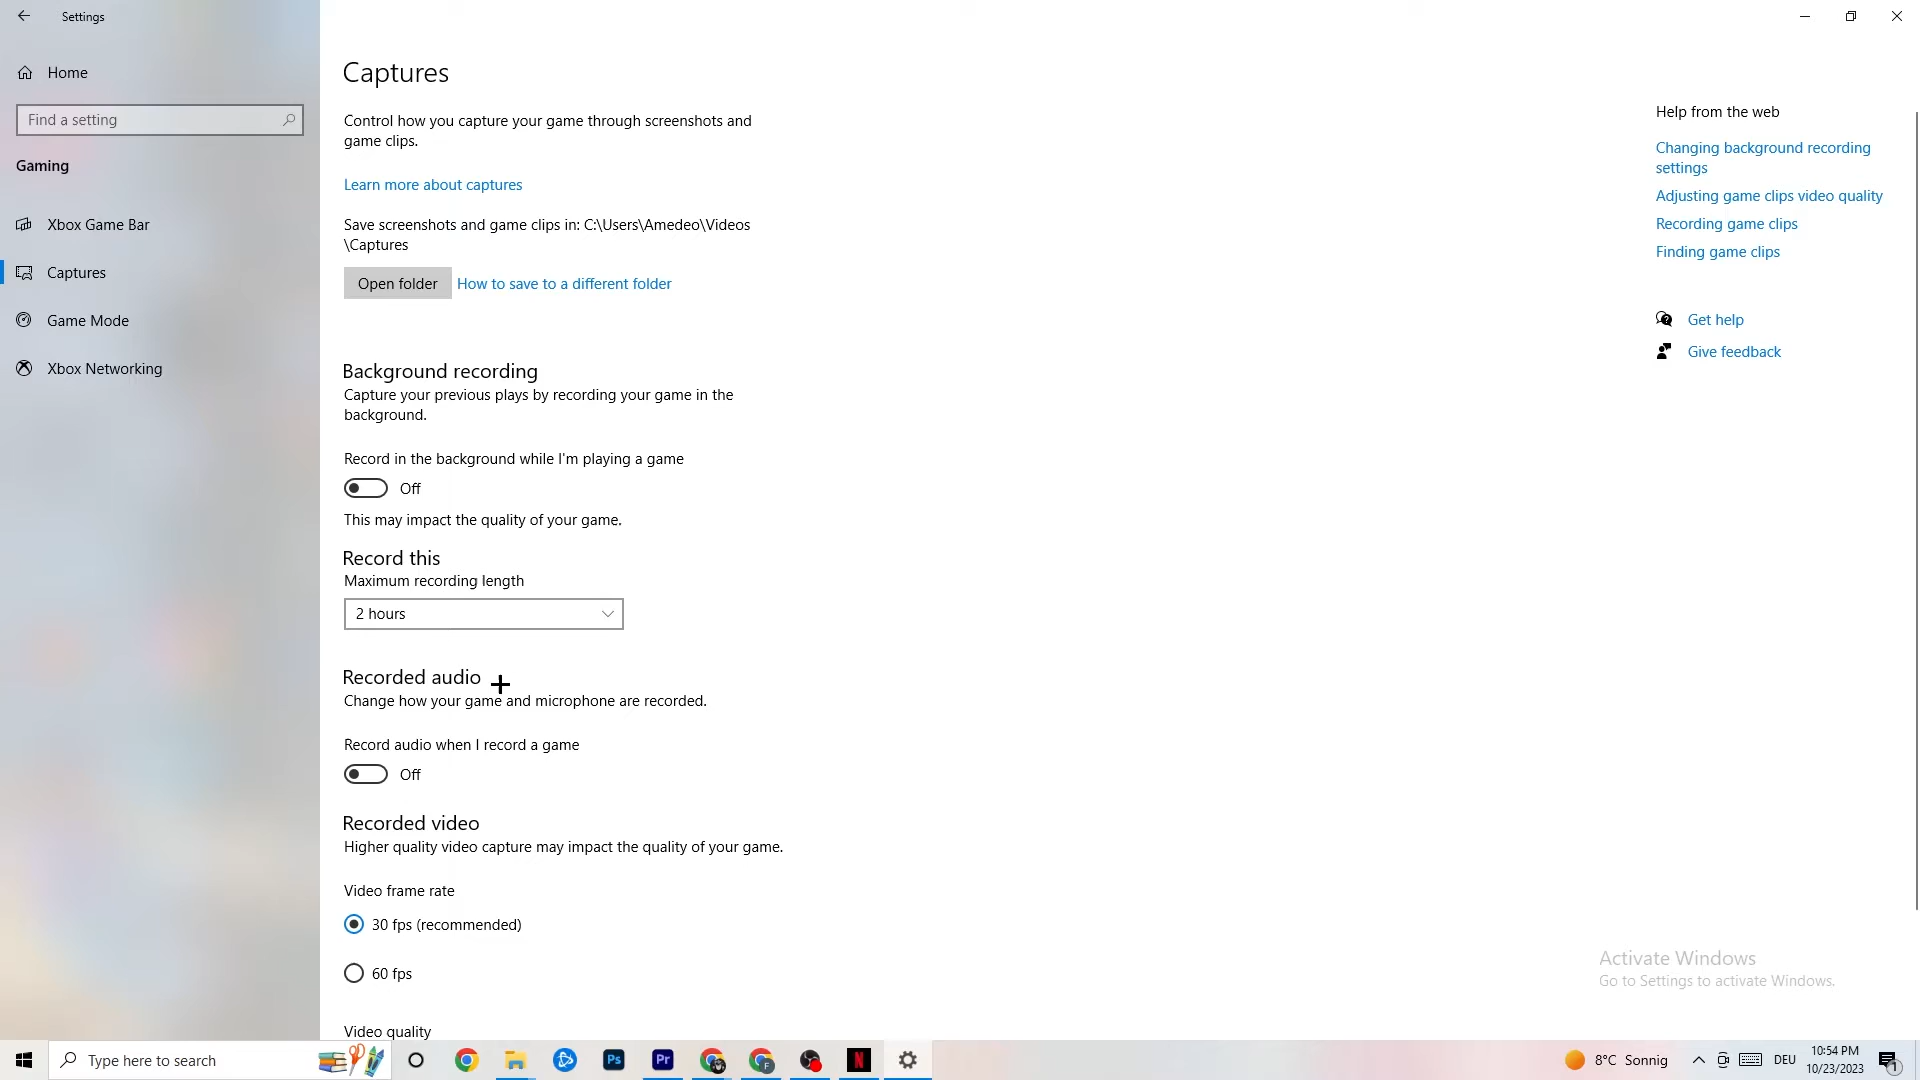 Settings
Home
Find a setting
Gaming
Xbox Game Bar
Captures
Game Mode
Xbox Networking
Captures
Control how you capture your game through screenshots and
game clips.
Learn more about captures
Save screenshots and game clips in: C:\Users\Amedeo\Videos
\Captures
Open folder
How to save to a different folder
Background recording
Capture your previous plays by recording your game in the
background.
Record in the background while I'm playing a game
Off
This may impact the quality of your game.
Record this
Maximum recording length
2 hours
Recorded audio
Change how your game and microphone are recorded.
Record audio when I record a game
Off
Recorded video
Higher quality video capture may impact the quality of your game.
Video frame rate
30 fps (recommended)
60 fps
Video quality
Help from the web
Changing background recording
settings
Adjusting game clips video quality
Recording game clips
Finding game clips
Get help
Give feedback
Activate Windows
Go to Settings to activate Windows.
Type here to search
Ps
Pr
F
N
8°C Sonnig
DEU
10:54 PM
10/23/2023
1